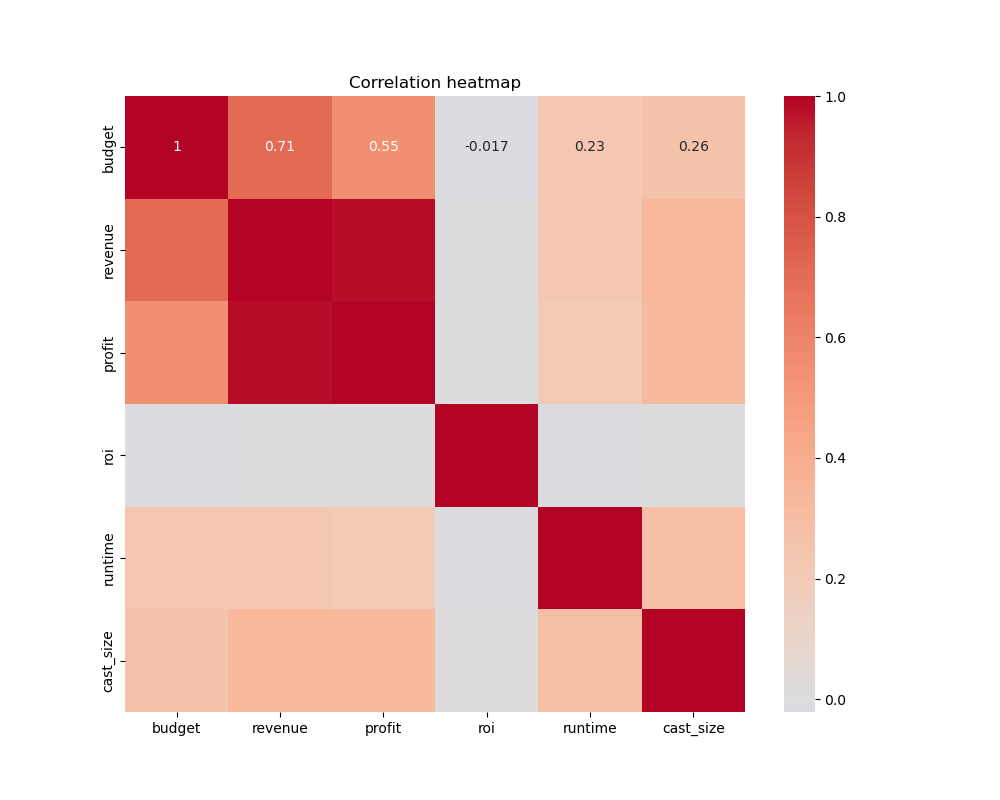 Correlation heatmap
budget
1 0.71 0.55 -0.017 0.23 0.26
revenue
profit
roi
runtime
cast_size
budget revenue profit roi runtime cast_size
1.0
0.8
0.6
0.4
0.2
0.0